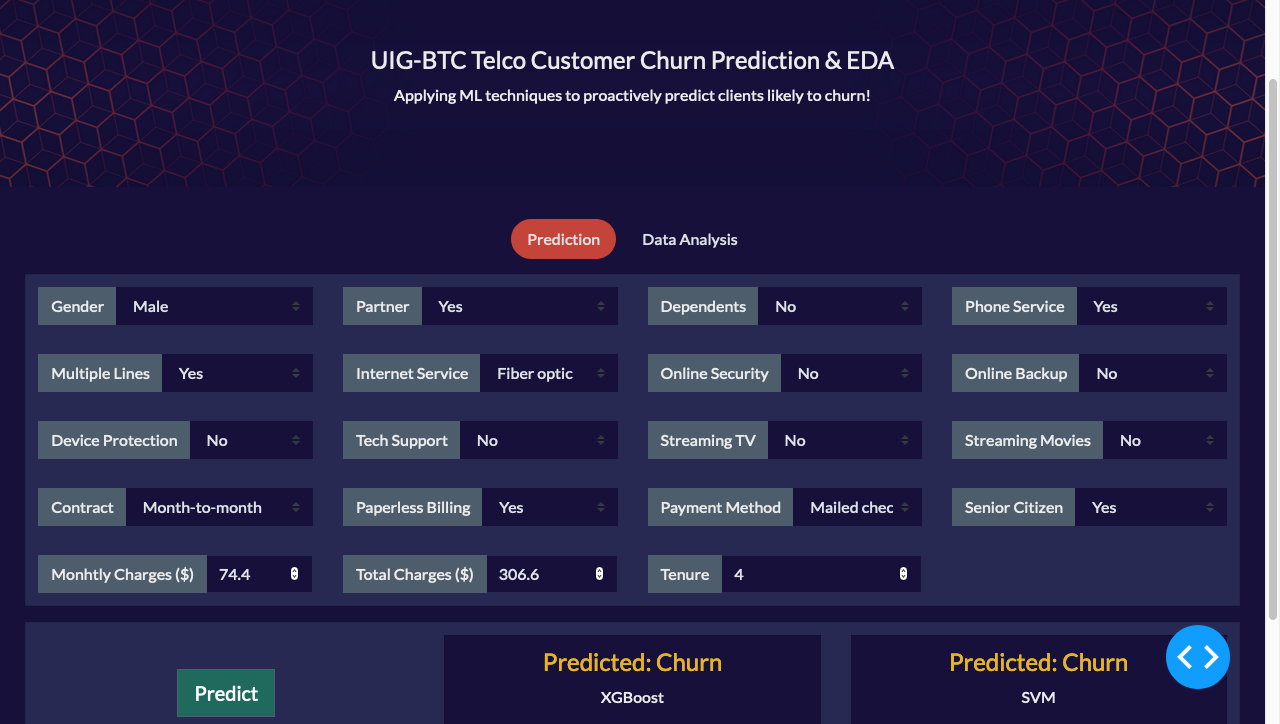 UIG-BTC Telco Customer Churn Prediction & EDA
Applying ML techniques to proactively predict clients likely to churn!
Prediction Data Analysis
Gender Male Partner Yes Dependents No Phone Service Yes
Multiple Lines Yes Internet Service Fiber optic Online Security No Online Backup No
Device Protection No Tech Support No Streaming TV No Streaming Movies No
Contract Month-to-month Paperless Billing Yes Payment Method Mailed chec Senior Citizen Yes
Monhtly Charges ($) 74.4 Total Charges ($) 306.6 Tenure 4
Predicted: Churn Predicted: Churn
Predict XGBoost SVM